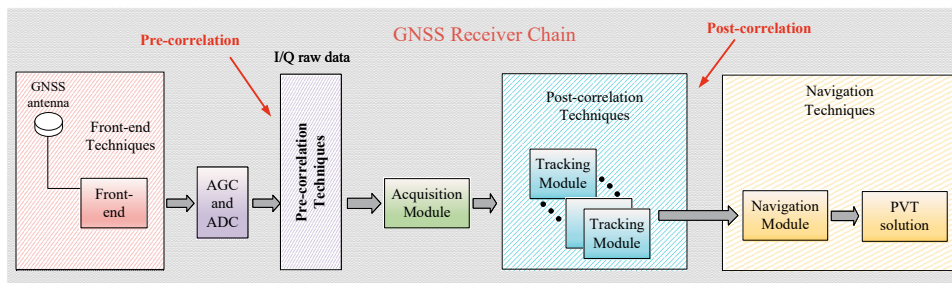 GNSS Receiver Chain
Pre-correlation
Post-correlation
I/Q raw data
GNSS
antenna
Front-end
Techniques
Front-
end
AGC
and
ADC
Pre-correlation
Techniques
Acquisition
Module
Post-correlation
Techniques
Tracking
Module
Tracking
Module
Navigation
Techniques
Navigation
Module
PVT
solution